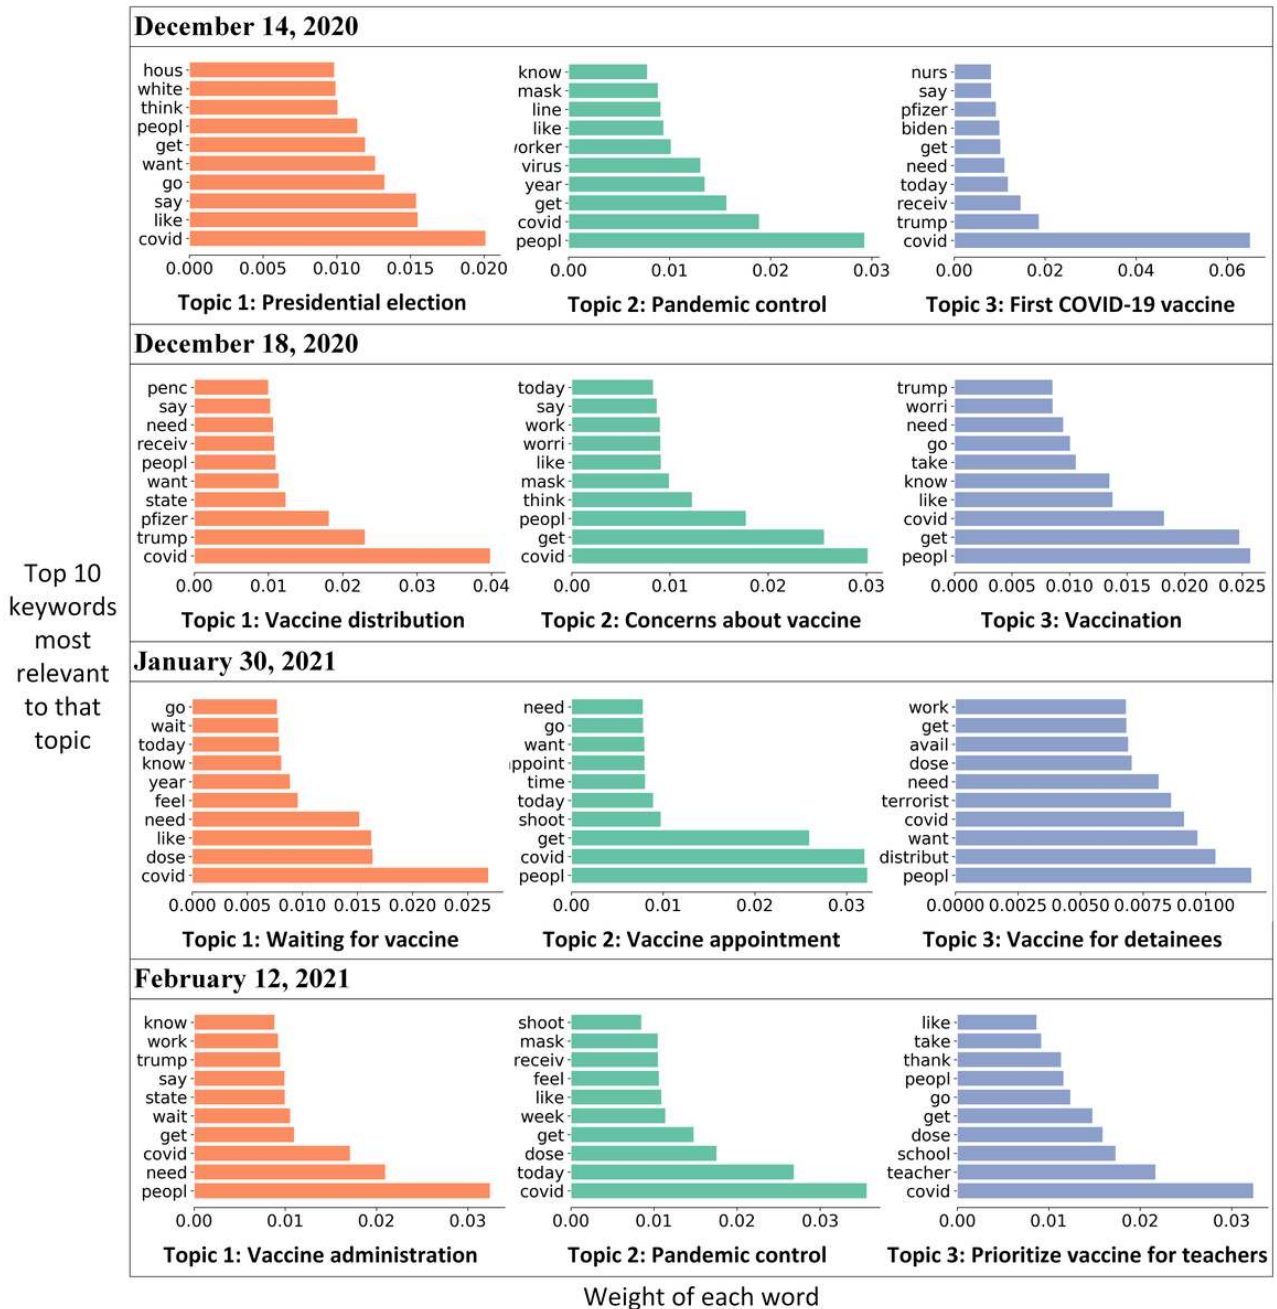 December 14, 2020
hous
white
think
peopl
get
want
go
say
like
covid
0.000 0.005 0.010 0.015 0.020
Topic 1: Presidential election
know
mask
line
like
orker
virus
year
get
covid
peopl
0.00 0.01 0.02 0.03
Topic 2: Pandemic control
nurs
say
pfizer
biden
get
need
today
receiv
trump
covid
0.00 0.02 0.04 0.06
Topic 3: First COVID-19 vaccine
December 18, 2020
penc
say
need
receiv
peopl
want
state
pfizer
trump
covid
0.00 0.01 0.02 0.03 0.04
Topic 1: Vaccine distribution
today
say
work
worri
like
mask
think
peopl
get
covid
0.00 0.01 0.02 0.03
Topic 2: Concerns about vaccine
trump
worri
need
go
take
know
like
covid
get
peopl
0.000 0.005 0.010 0.015 0.020 0.025
Topic 3: Vaccination
Top 10
keywords
most
relevant
to that
topic
January 30, 2021
go
wait
today
know
year
feel
need
like
dose
covid
0.000 0.005 0.010 0.015 0.020 0.025
Topic 1: Waiting for vaccine
need
go
want
ppoint
time
today
shoot
get
covid
peopl
0.00 0.01 0.02 0.03
Topic 2: Vaccine appointment
work
get
avail
dose
need
terrorist
covid
want
distribut
peopl
0.0000 0.0025 0.0050 0.0075 0.0100
Topic 3: Vaccine for detainees
February 12, 2021
know
work
trump
say
state
wait
get
covid
need
peopl
0.00 0.01 0.02 0.03
Topic 1: Vaccine administration
shoot
mask
receiv
feel
like
week
get
dose
today
covid
0.00 0.01 0.02 0.03
Topic 2: Pandemic control
like
take
thank
peopl
go
get
dose
school
teacher
covid
0.00 0.01 0.02 0.03
Topic 3: Prioritize vaccine for teachers
Weight of each word